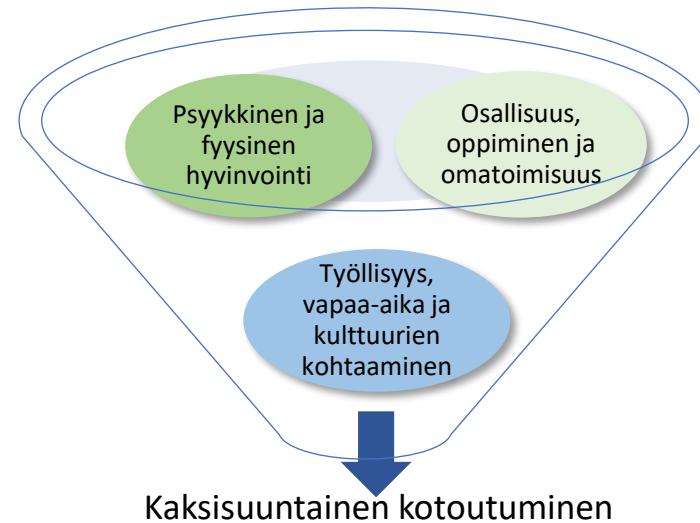 Psyykkinen ja
fyysinen
hyvinvointi
Osallisuus,
oppiminen ja
omatoimisuus
Työllisyys,
vapaa-aika ja
kulttuurien
kohtaaminen
Kaksisuuntainen kotoutuminen